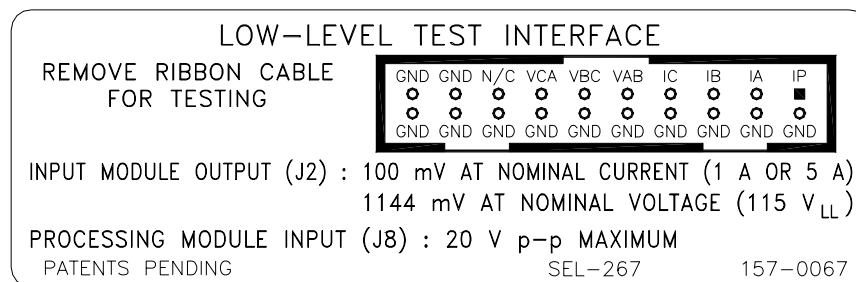 LOW-LEVEL TEST INTERFACE
REMOVE RIBBON CABLE
FOR TESTING
GND GND N/C VCA VBC VAB IC IB IA IP
GND GND GND GND GND GND GND GND GND GND
INPUT MODULE OUTPUT (J2) : 100 mV AT NOMINAL CURRENT (1 A OR 5 A)
1144 mV AT NOMINAL VOLTAGE (115 V LL)
PROCESSING MODULE INPUT (J8) : 20 V p-p MAXIMUM
PATENTS PENDING SEL-267 157-0067